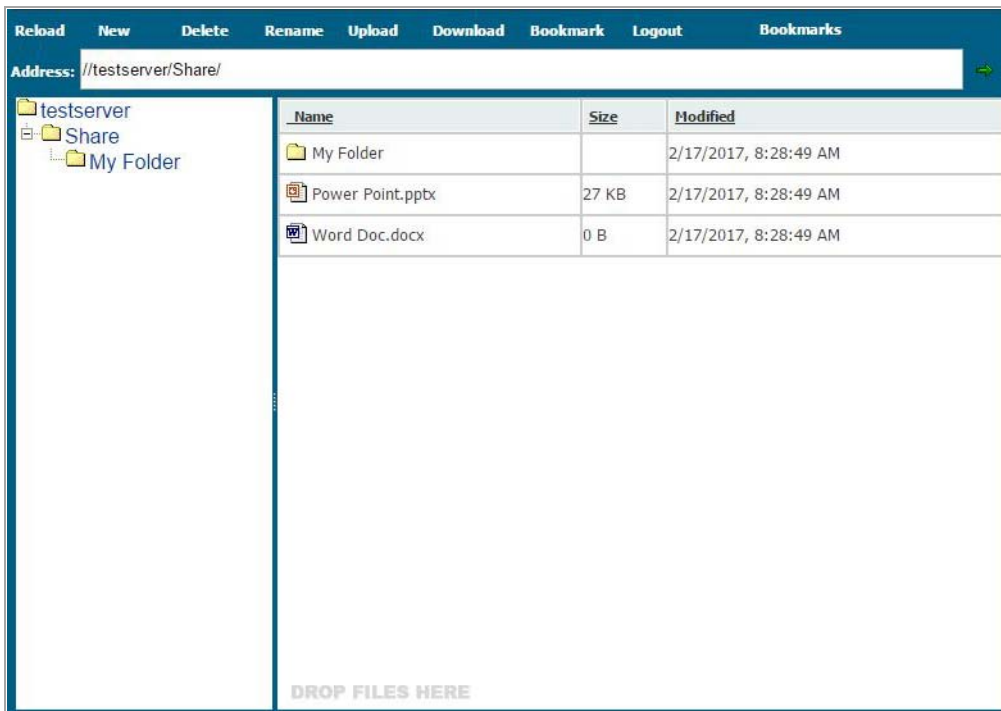 Reload New Delete Rename Upload Download Bookmark Logout Bookmarks
Address: //testserver/Share/
testserver
Share
My Folder
Name Size Modified
My Folder 2/17/2017, 8:28:49 AM
Power Point.pptx 27 KB 2/17/2017, 8:28:49 AM
Word Doc.docx 0 B 2/17/2017, 8:28:49 AM
DROP FILES HERE